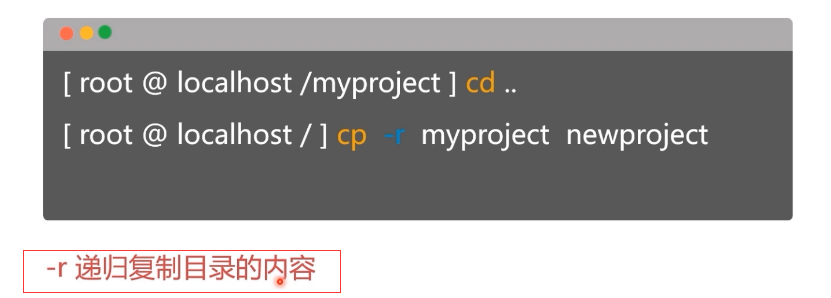 [ root @ localhost /myproject ] cd ..
[ root @ localhost / ] cp -r myproject newproject
-r 递归复制目录的内容